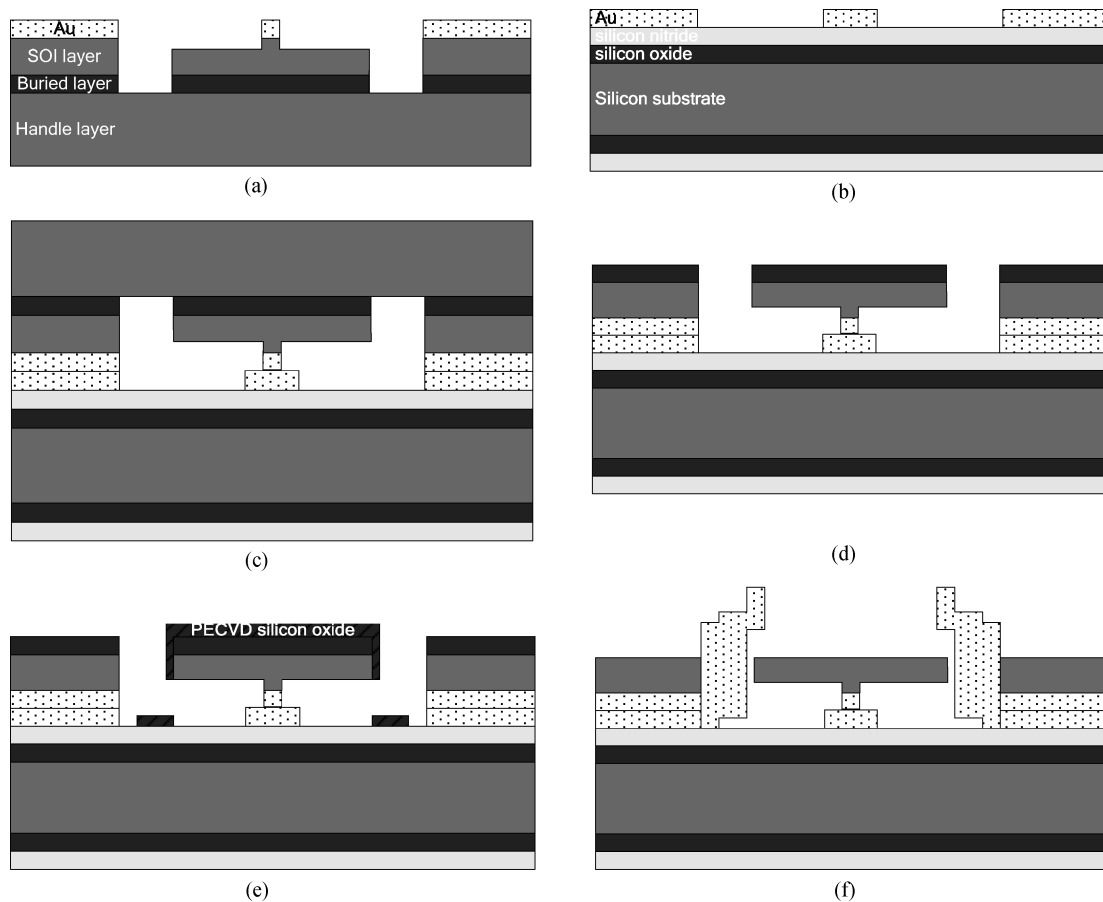 Au
SOI layer
Buried layer
Handle layer
(a)
Au
silicon nitride
silicon oxide
Silicon substrate
(b)
(c)
(d)
PECVD silicon oxide
(e)
(f)